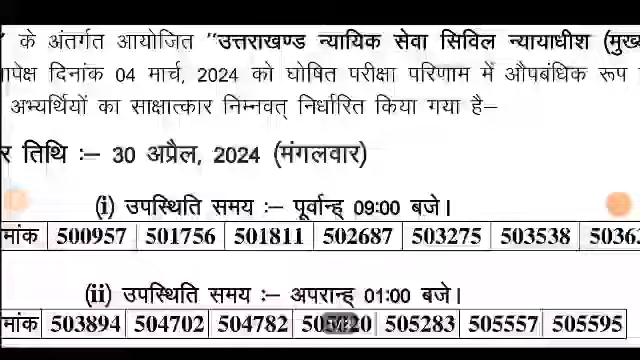 के अंतर्गत आयोजित "उत्तराखण्ड न्यायिक सेवा सिविल न्यायाधीश
दिनांक 04 मार्च, 2024 को घोषित परीक्षा परिणाम में औपबंधिक रूप
अभ्यर्थियों का साक्षात्कार निम्नवत् निर्धारित किया गया है–
तिथि :– 30 अप्रैल, 2024 (मंगलवार)
(i) उपस्थिति समय :– पूर्वान्ह् 09:00 बजे।
500957 501756 501811 502687 503275 503538
(ii) उपस्थिति समय :– अपरान्ह् 01:00 बजे।
503894 504702 504782 505283 505557 505595